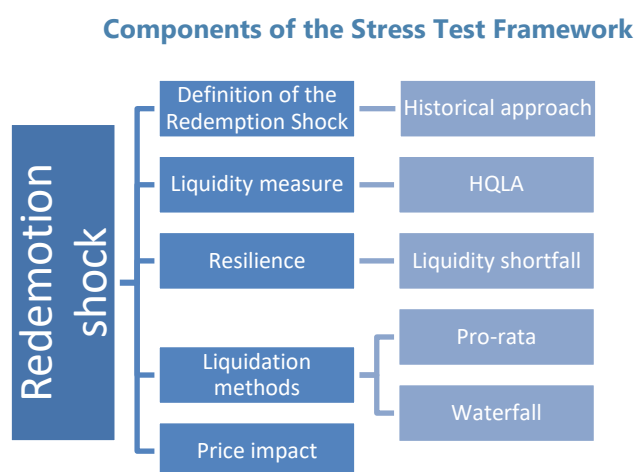 Components of the Stress Test Framework
Redemotion
shock
Definition of the
Redemption Shock
Historical approach
Liquidity measure
HQLA
Resilience
Liquidity shortfall
Liquidation
methods
Pro-rata
Waterfall
Price impact